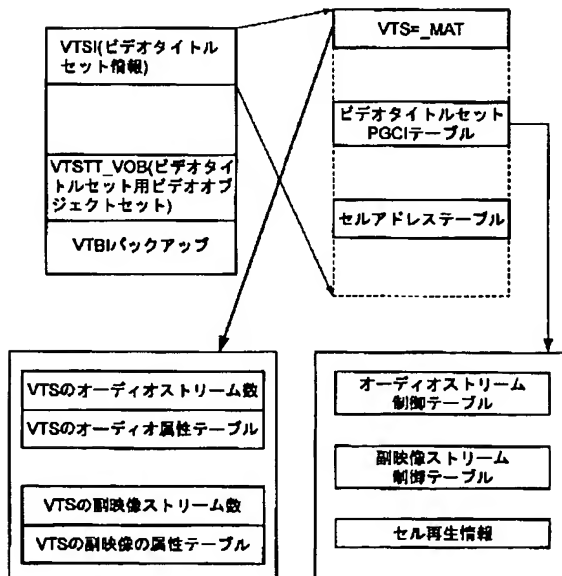 VTSI(ビデオタイトル
セット情報)
VTSTT_VOB(ビデオタイ
トルセット用ビデオオブ
ジェクトセット)
VTBIバックアップ
VTS=_MAT
ビデオタイトルセット
PGCIテーブル
セルアドレステーブル
VTSのオーディオストリーム数
VTSのオーディオ属性テーブル
VTSの副映像ストリーム数
VTSの副映像の属性テーブル
オーディオストリーム
制御テーブル
副映像ストリーム
制御テーブル
セル再生情報